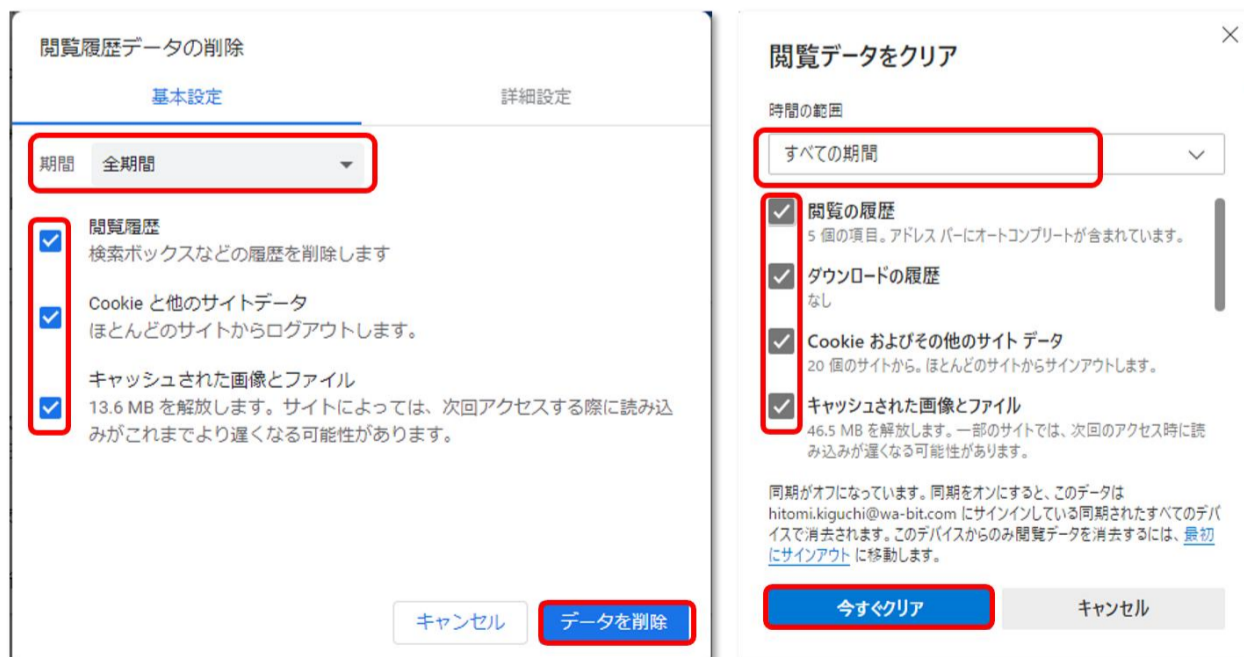 閲覧履歴データの削除
基本設定
詳細設定
期間 全期間
閲覧履歴
検索ボックスなどの履歴を削除します
Cookie と他のサイトデータ
ほとんどのサイトからログアウトします。
キャッシュされた画像とファイル
13.6 MB を解放します。サイトによっては、次回アクセスする際に読み込
みがこれまでより遅くなる可能性があります。
キャンセル
データを削除
閲覧データをクリア
時間の範囲
すべての期間
閲覧の履歴
5 個の項目。アドレス バーにオートコンプリートが含まれています。
ダウンロードの履歴
なし
Cookie およびその他のサイト データ
20 個のサイトから。ほとんどのサイトからサインアウトします。
キャッシュされた画像とファイル
46.5 MB を解放します。一部のサイトでは、次回のアクセス時に読
み込みが遅くなる可能性があります。
同期がオフになっています。同期をオンにすると、このデータは
hitomi.kiguchi@wa-bit.com にサインインしている同期されたすべてのデバ
イスで消去されます。このデバイスからのみ閲覧データを消去するには、最初
にサインアウト に移動します。
今すぐクリア
キャンセル